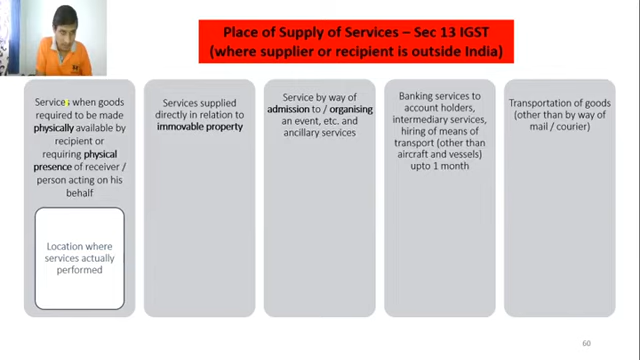 Place of Supply of Services – Sec 13 IGST
(where supplier or recipient is outside India)
Services when goods
required to be made
physically available by
recipient or
requiring physical
presence of receiver /
person acting on his
behalf
Location where
services actually
performed
Services supplied
directly in relation to
immovable property
Service by way of
admission to / organising
an event, etc. and
ancillary services
Banking services to
account holders,
intermediary services,
hiring of means of
transport (other than
aircraft and vessels)
upto 1 month
Transportation of goods
(other than by way of
mail / courier)
60